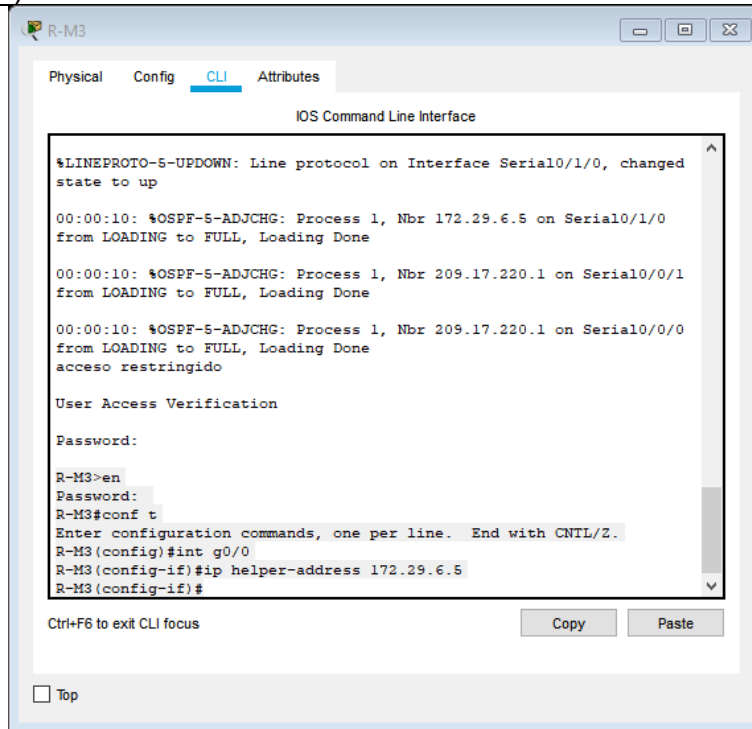 R-M3
Physical Config CLI Attributes
IOS Command Line Interface
%LINEPROTO-5-UPDOWN: Line protocol on Interface Serial0/1/0, changed
state to up
00:00:10: %OSPF-5-ADJCHG: Process 1, Nbr 172.29.6.5 on Serial0/1/0
from LOADING to FULL, Loading Done
00:00:10: %OSPF-5-ADJCHG: Process 1, Nbr 209.17.220.1 on Serial0/0/1
from LOADING to FULL, Loading Done
00:00:10: %OSPF-5-ADJCHG: Process 1, Nbr 209.17.220.1 on Serial0/0/0
from LOADING to FULL, Loading Done
acceso restringido
User Access Verification
Password:
R-M3>en
Password:
R-M3#conf t
Enter configuration commands, one per line. End with CNTL/Z.
R-M3(config)#int g0/0
R-M3(config-if)#ip helper-address 172.29.6.5
R-M3(config-if)#
Ctrl+F6 to exit CLI focus
Copy Paste
Top